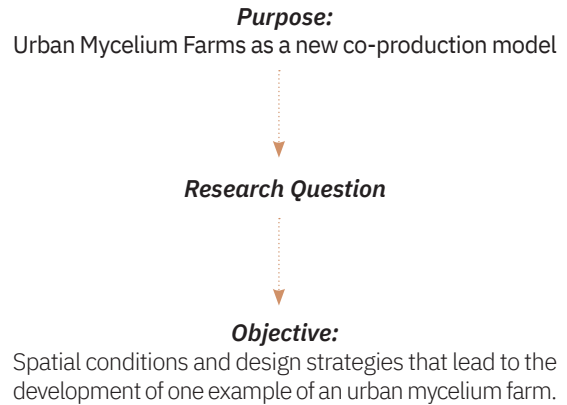 Purpose:
Urban Mycelium Farms as a new co-production model
Research Question
Objective:
Spatial conditions and design strategies that lead to the
development of one example of an urban mycelium farm.